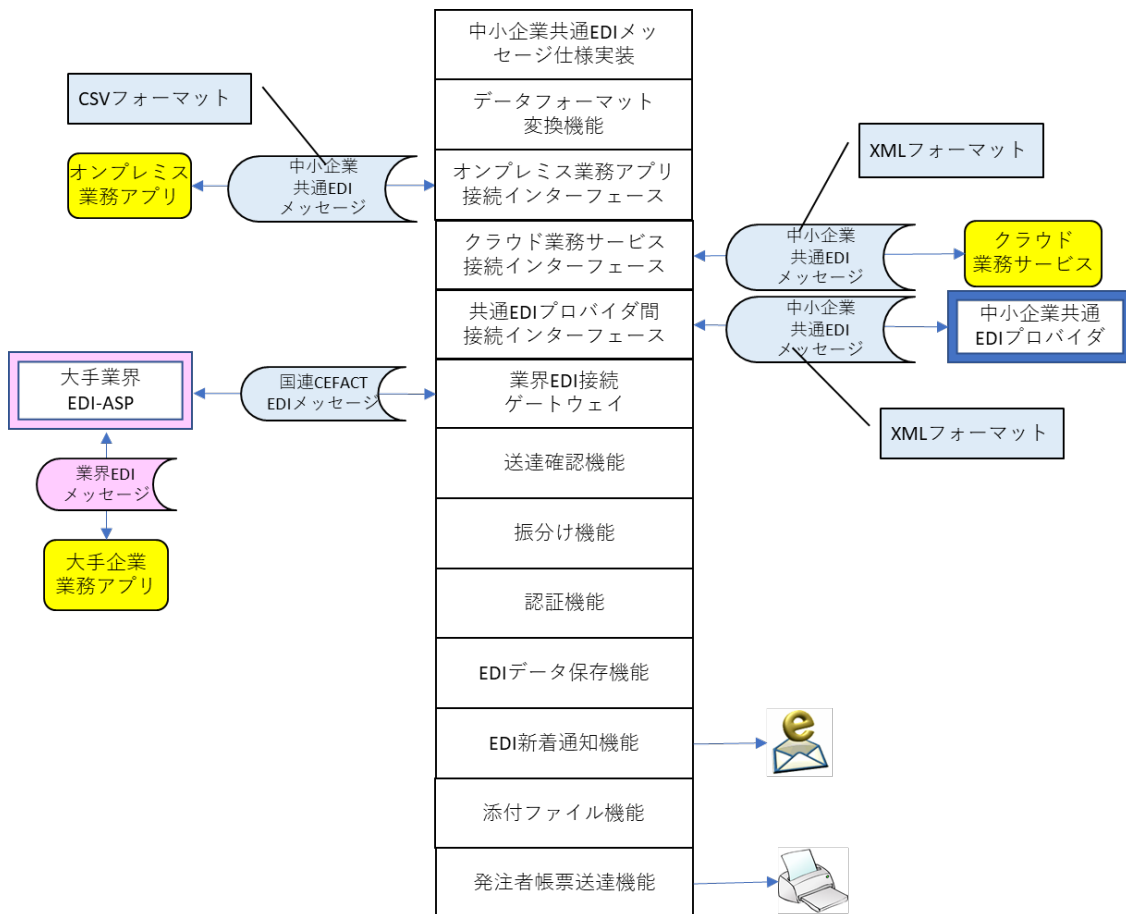 中小企業共通EDIメッ
セージ仕様実装
CSVフォーマット
データフォーマット
変換機能
XMLフォーマット
オンプレミス
業務アプリ
中小企業
共通EDI
メッセージ
オンプレミス業務アプリ
接続インターフェース
クラウド業務サービス
接続インターフェース
中小企業
共通EDI
メッセージ
クラウド
業務サービス
共通EDIプロバイダ間
接続インターフェース
中小企業
共通EDI
メッセージ
中小企業共通
EDIプロバイダ
大手業界
EDI-ASP
国連CEFACT
EDIメッセージ
業界EDI接続
ゲートウェイ
XMLフォーマット
業界EDI
メッセージ
送達確認機能
大手企業
業務アプリ
振分け機能
認証機能
EDIデータ保存機能
EDI新着通知機能
添付ファイル機能
発注者帳票送達機能